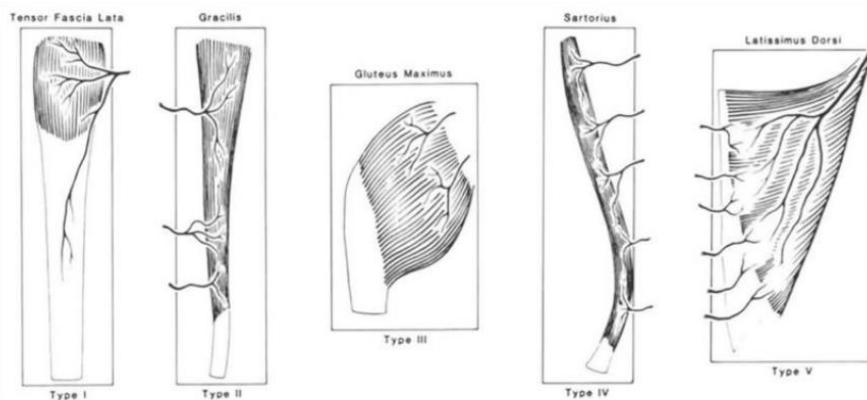 Tensor Fascia Lata
Type I
Gracilis
Type II
Gluteus Maximus
Type III
Sartorius
Type IV
Latissimus Dorsi
Type V